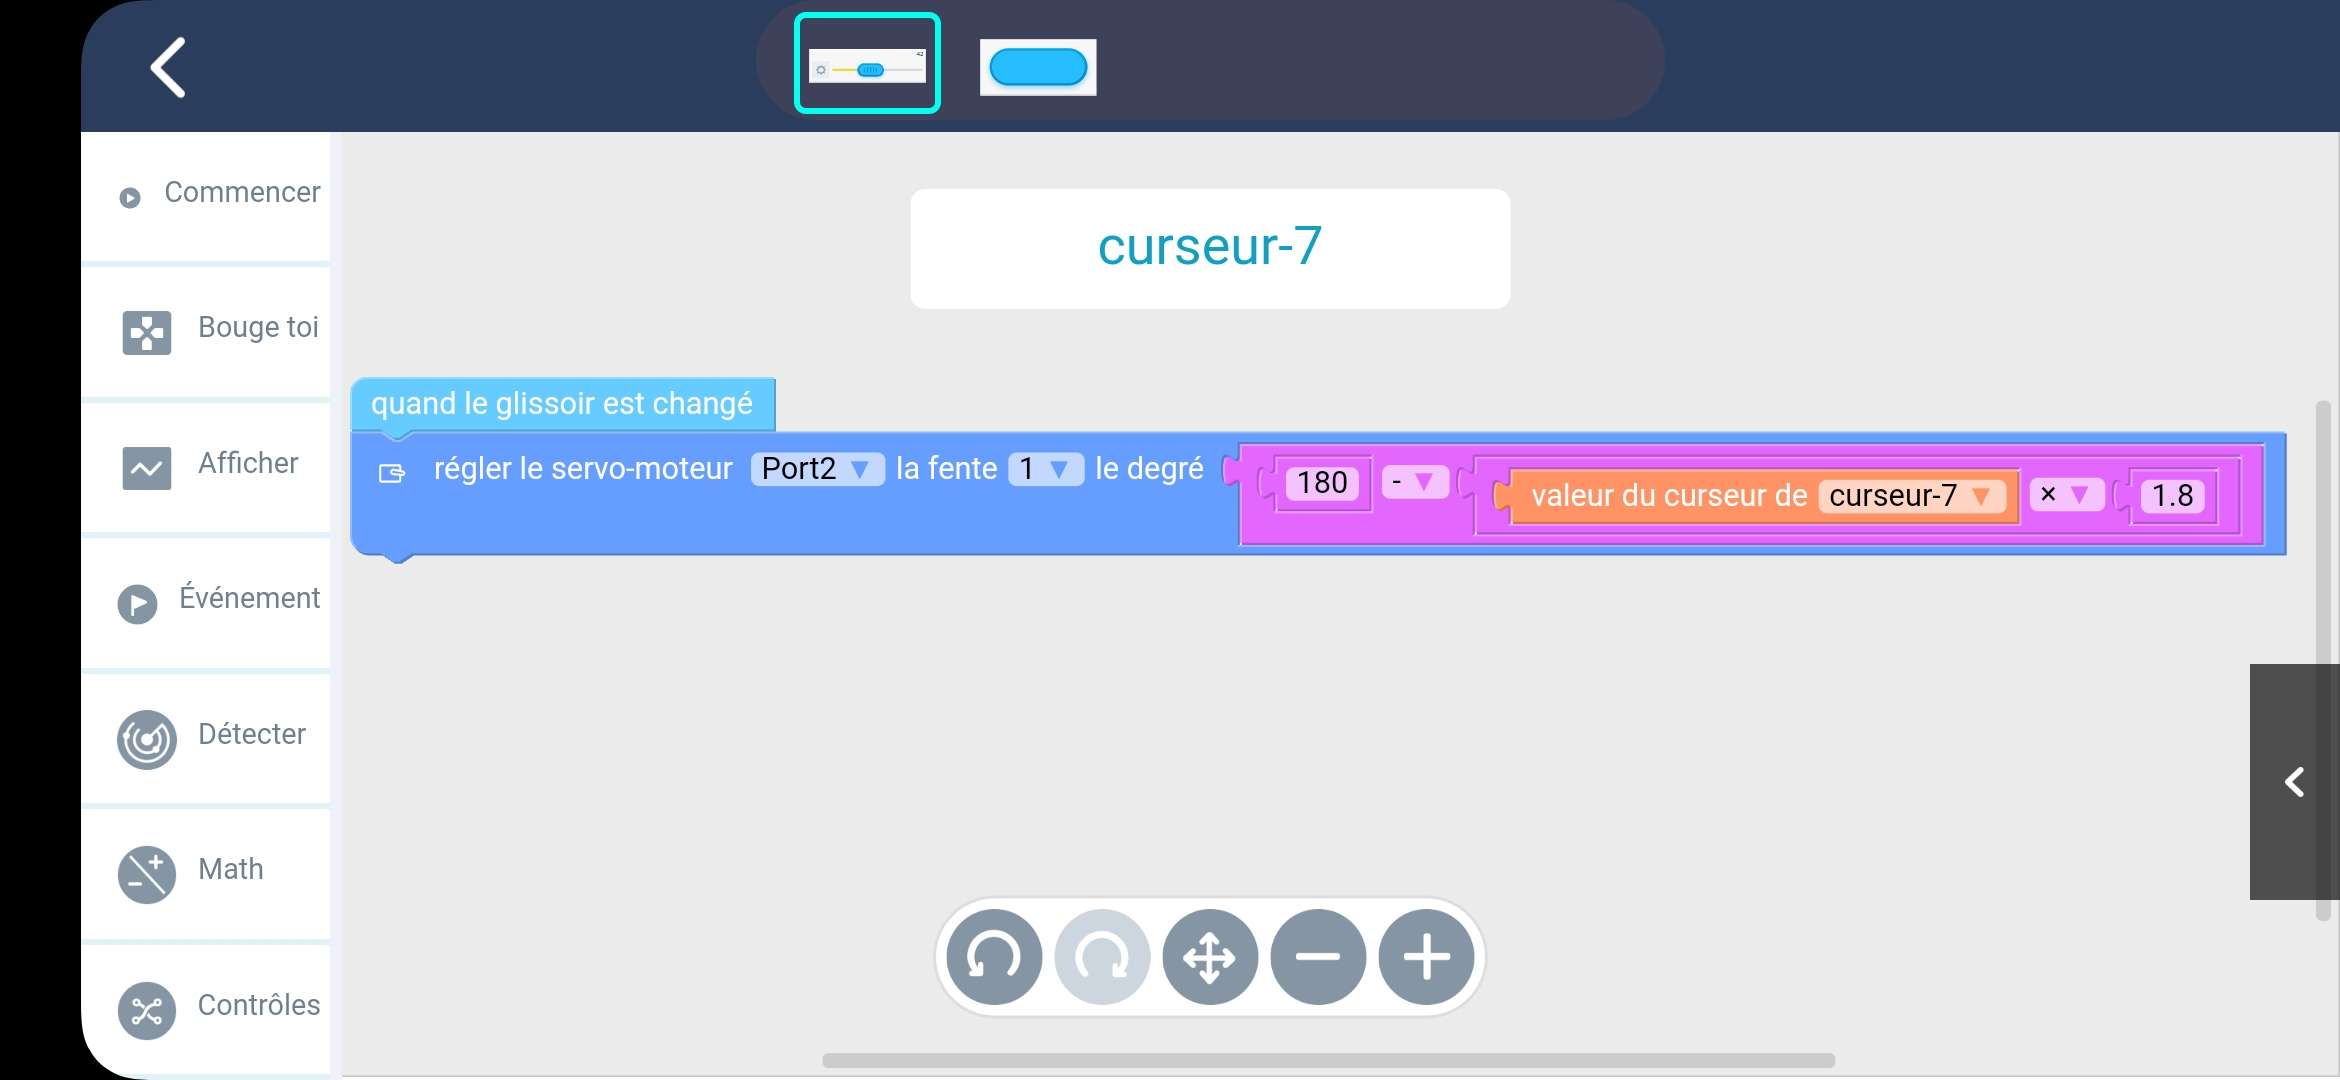 42
Commencer
Bouge toi
Afficher
Événement
Détecter
Math
Contrôles
curseur-7
quand le glissoir est changé
régler le servo-moteur Port2 ▼ la fente 1 ▼ le degré 180 - ▼ valeur du curseur de curseur-7 ▼ × ▼ 1.8